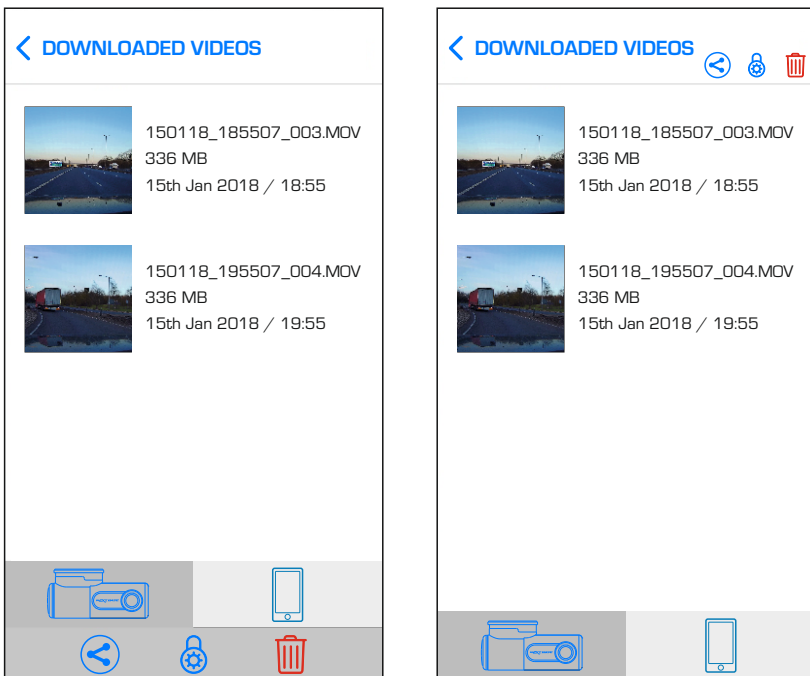 DOWNLOADED VIDEOS
150118_185507_003.MOV
336 MB
15th Jan 2018 / 18:55
150118_195507_004.MOV
336 MB
15th Jan 2018 / 19:55
DOWNLOADED VIDEOS
150118_185507_003.MOV
336 MB
15th Jan 2018 / 18:55
150118_195507_004.MOV
336 MB
15th Jan 2018 / 19:55